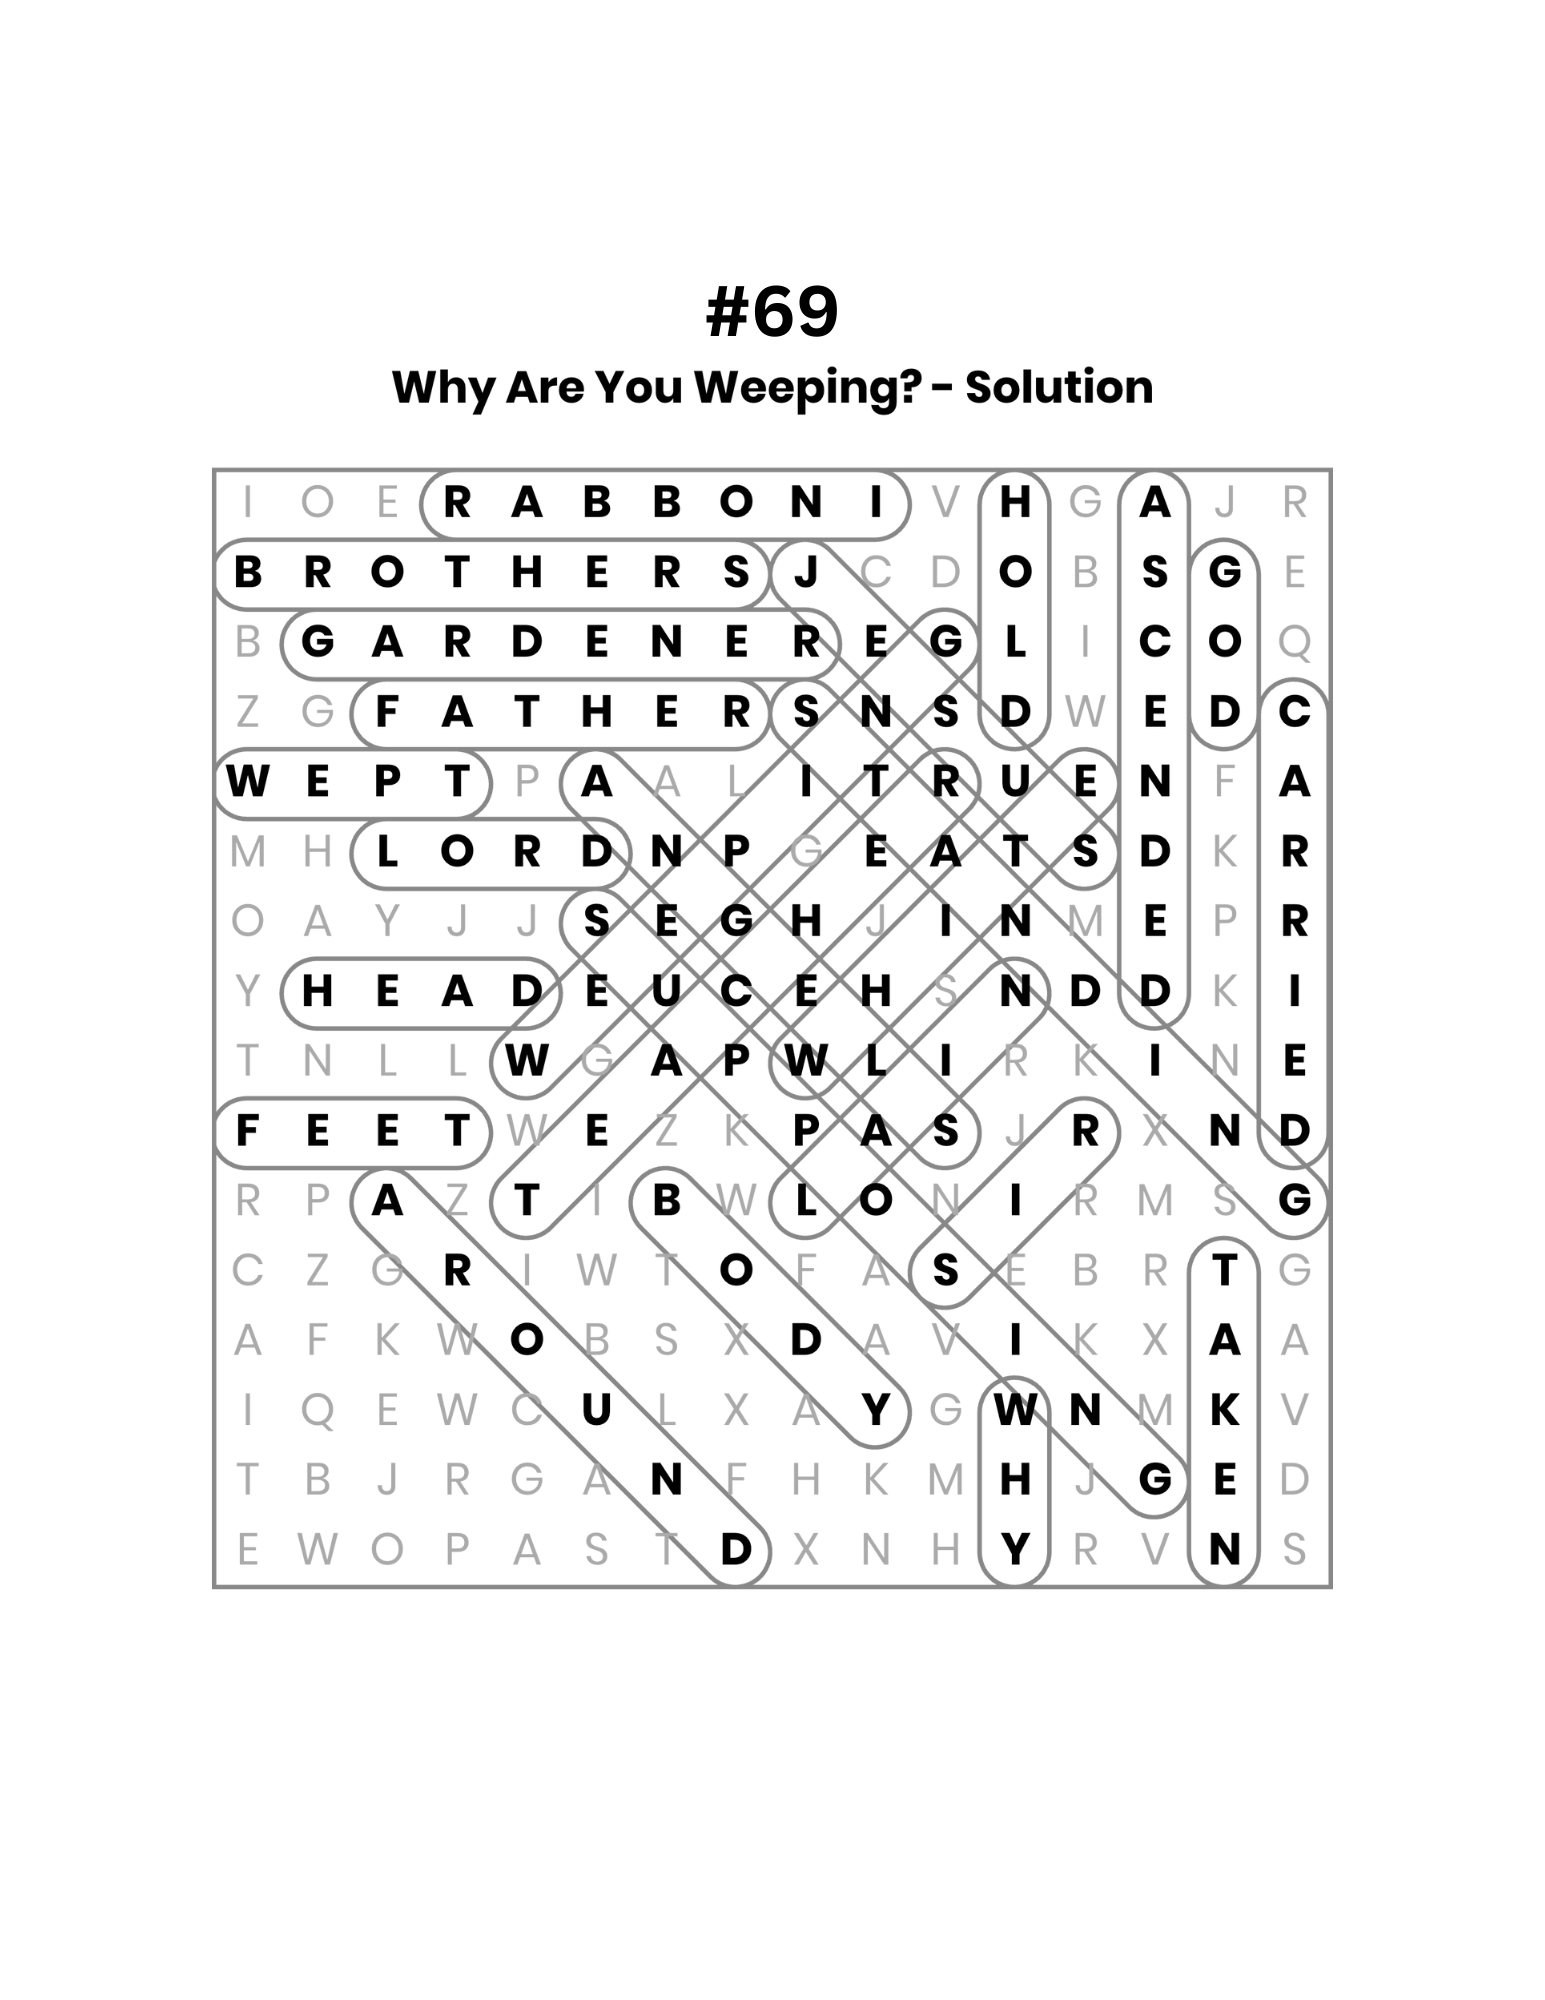 #69
Why Are You Weeping? - Solution
I O E R A B B O N I V H G A J R
B R O T H E R S J C D O B S G E
B G A R D E N E R E G L I C O Q
Z G F A T H E R S N S D W E D C
W E P T P A A L I T R U E N F A
M H L O R D N P G E A T S D K R
O A Y J J S E G H J I N M E P R
Y H E A D E U C E H S N D D K I
T N L L W G A P W L I R K I N E
F E E T W E Z K P A S J R X N D
R P A Z T I B W L O N I R M S G
C Z G R I W T O F A S E B R T G
A F K W O B S X D A V I K X A A
I Q E W C U L X A Y G W N M K V
T B J R G A N F H K M H J G E D
E W O P A S T D X N H Y R V N S